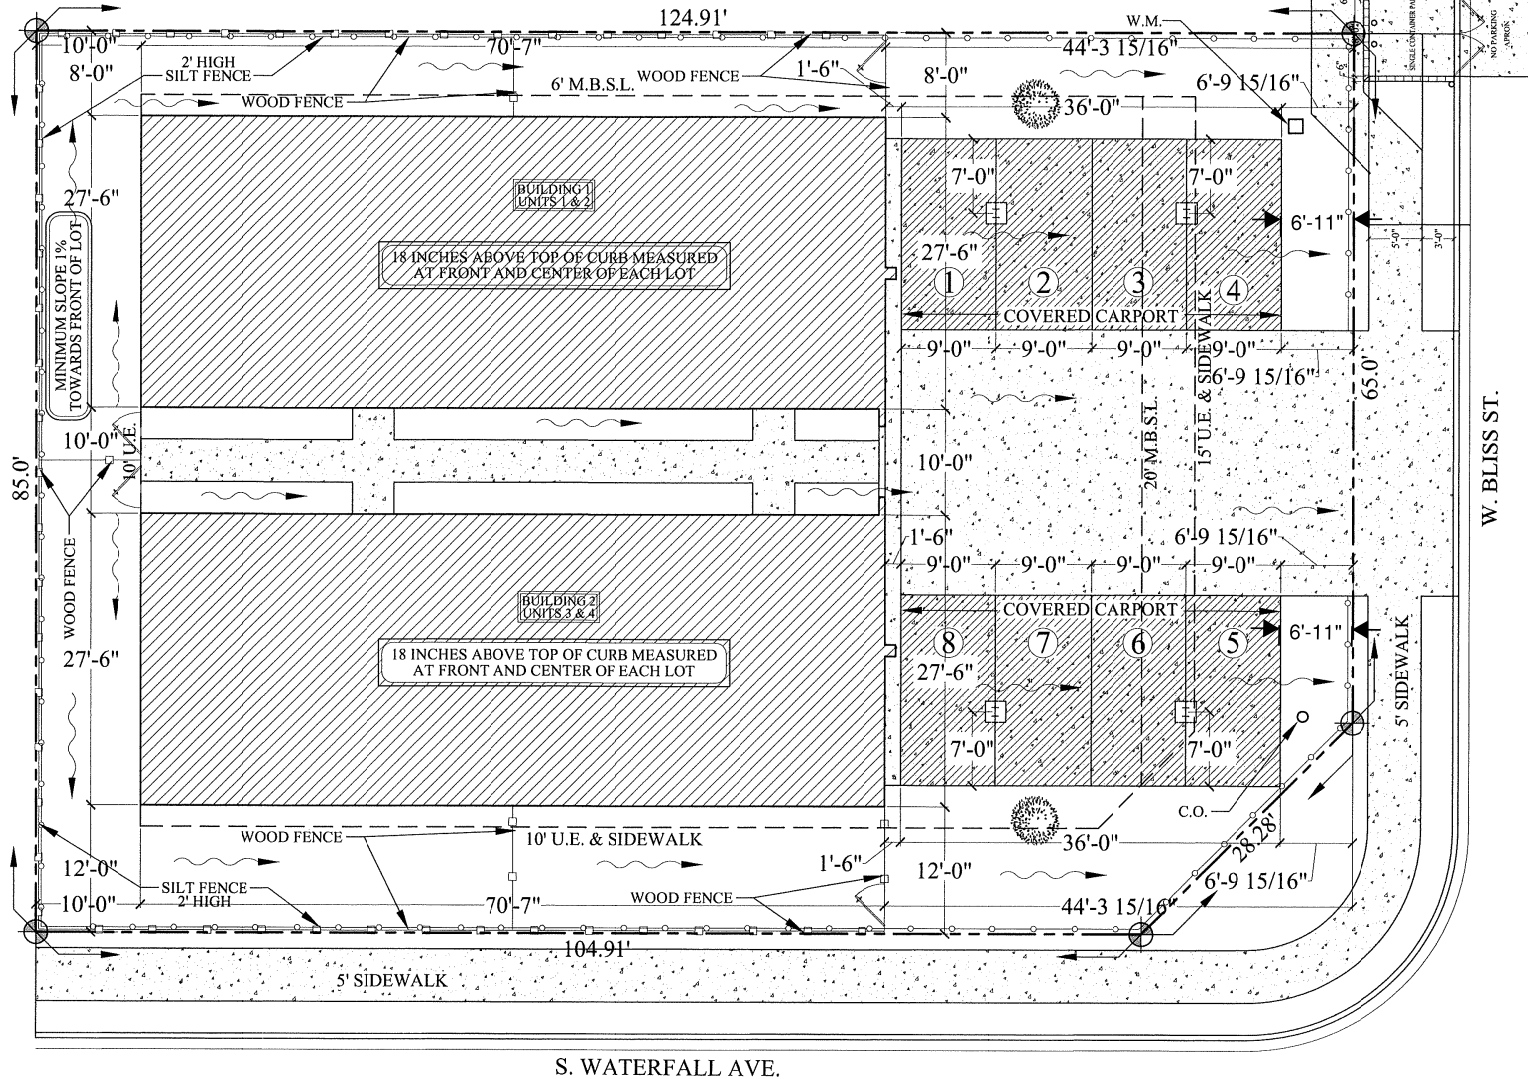 124.91'
W.M.
SINGLE CONTAINER PA
NO PARKING
APRON
10'-0"
70'-7"
44'-3 15/16"
8'-0"
2' HIGH
SILT FENCE
WOOD FENCE
6' M.B.S.L.
WOOD FENCE
1'-6"
8'-0"
6'-9 15/16"
36'-0"
27'-6"
BUILDING 1
UNITS 1 & 2
7'-0"
7'-0"
6'-11"
5'-0"
3'-0"
18 INCHES ABOVE TOP OF CURB MEASURED
AT FRONT AND CENTER OF EACH LOT
27'-6"
1
2
3
4
COVERED CARPORT
MINIMUM SLOPE 1%
TOWARDS FRONT OF LOT
9'-0"
9'-0"
9'-0"
9'-0"
6'-9 15/16"
65.0'
15' U.E. & SIDEWALK
20' M.B.S.L.
10'-0"
10' U.E.
10'-0"
85.0'
W. BLISS ST.
1'-6"
6'-9 15/16"
9'-0"
9'-0"
9'-0"
9'-0"
WOOD FENCE
BUILDING 2
UNITS 3 & 4
COVERED CARPORT
8
7
6
5
6'-11"
27'-6"
18 INCHES ABOVE TOP OF CURB MEASURED
AT FRONT AND CENTER OF EACH LOT
27'-6"
5' SIDEWALK
7'-0"
7'-0"
C.O.
WOOD FENCE
10' U.E. & SIDEWALK
36'-0"
28.28'
12'-0"
1'-6"
12'-0"
6'-9 15/16"
SILT FENCE
2' HIGH
WOOD FENCE
10'-0"
70'-7"
44'-3 15/16"
104.91'
5' SIDEWALK
S. WATERFALL AVE.